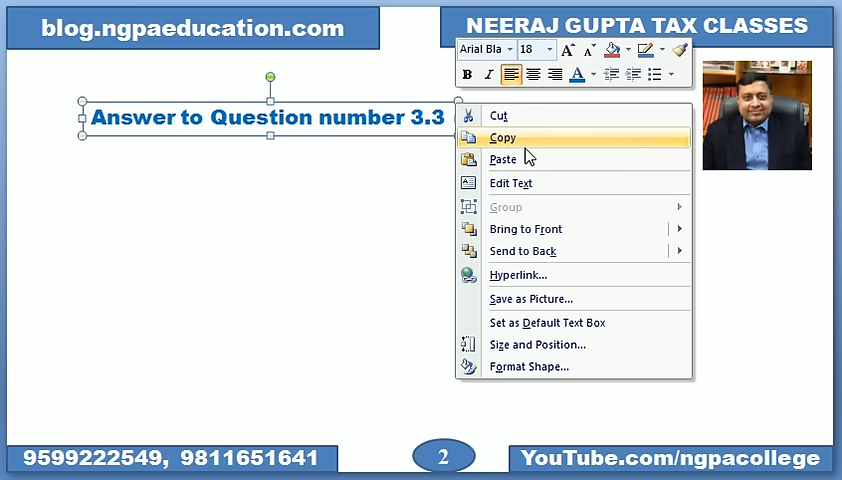 blog.ngpaeducation.com
NEERAJ GUPTA TAX CLASSES
Arial Bla 18
Answer to Question number 3.3
Cut
Copy
Paste
Edit Text
Group
Bring to Front
Send to Back
Hyperlink...
Save as Picture...
Set as Default Text Box
Size and Position...
Format Shape...
9599222549, 9811651641
2
YouTube.com/ngpacollege